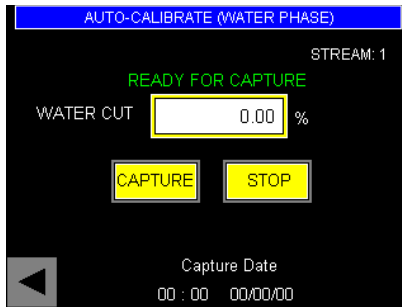 AUTO-CALIBRATE (WATER PHASE)
STREAM: 1
READY FOR CAPTURE
WATER CUT 0.00 %
CAPTURE STOP
Capture Date
00 : 00 00/00/00